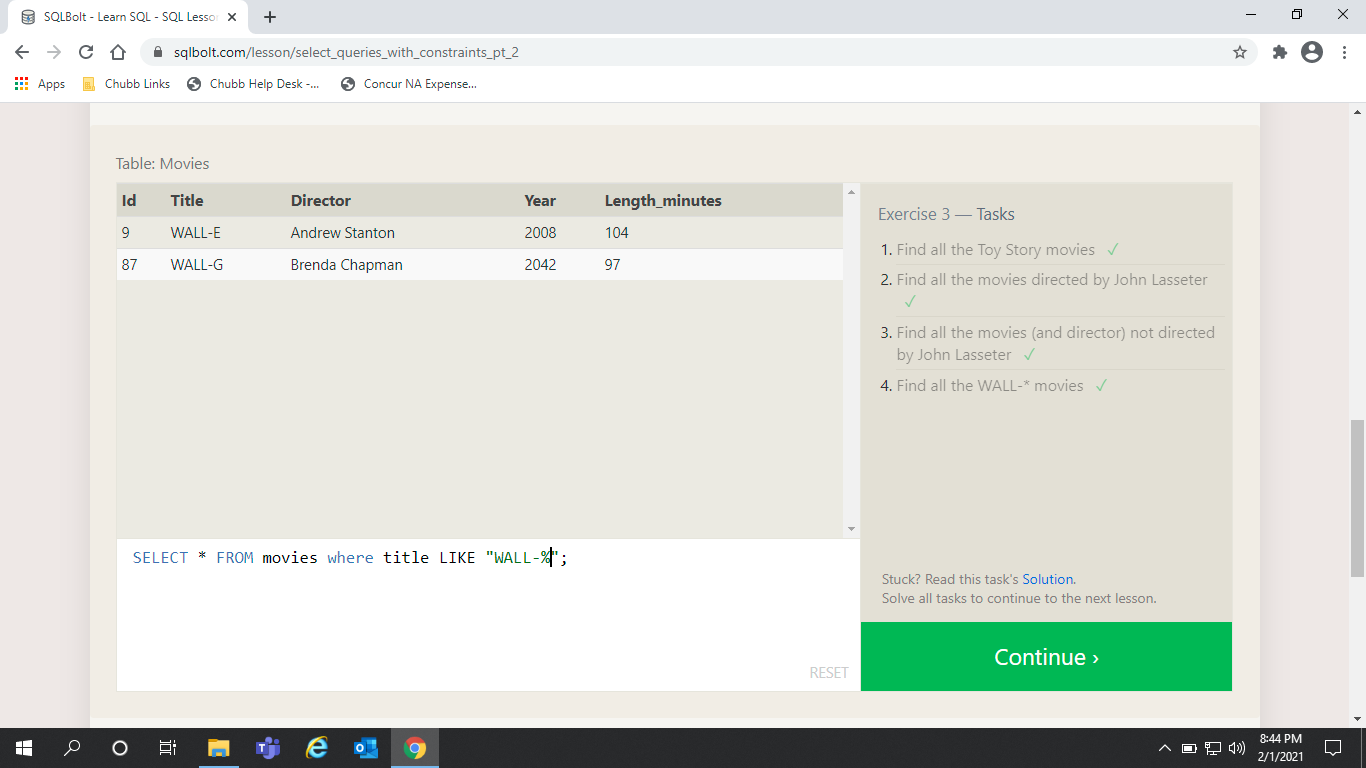 SQLBolt - Learn SQL - SQL Lesso
sqlbolt.com/lesson/select_queries_with_constraints_pt_2
Apps Chubb Links Chubb Help Desk -... Concur NA Expense...
Table: Movies
Id Title Director Year Length_minutes
9 WALL-E Andrew Stanton 2008 104
87 WALL-G Brenda Chapman 2042 97
SELECT * FROM movies where title LIKE "WALL-%";
RESET
Exercise 3 — Tasks
1. Find all the Toy Story movies ✓
2. Find all the movies directed by John Lasseter
✓
3. Find all the movies (and director) not directed
by John Lasseter ✓
4. Find all the WALL-* movies ✓
Stuck? Read this task's Solution.
Solve all tasks to continue to the next lesson.
Continue ›
8:44 PM
2/1/2021